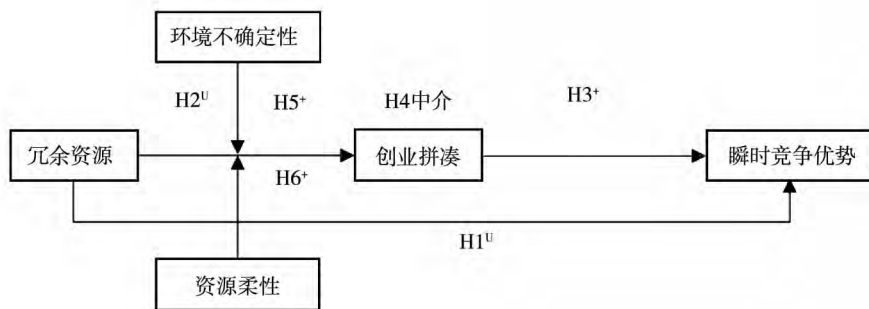 环境不确定性
H2ᵁ
H5⁺
H4中介
H3⁺
冗余资源
创业拼凑
瞬时竞争优势
H6⁺
H1ᵁ
资源柔性